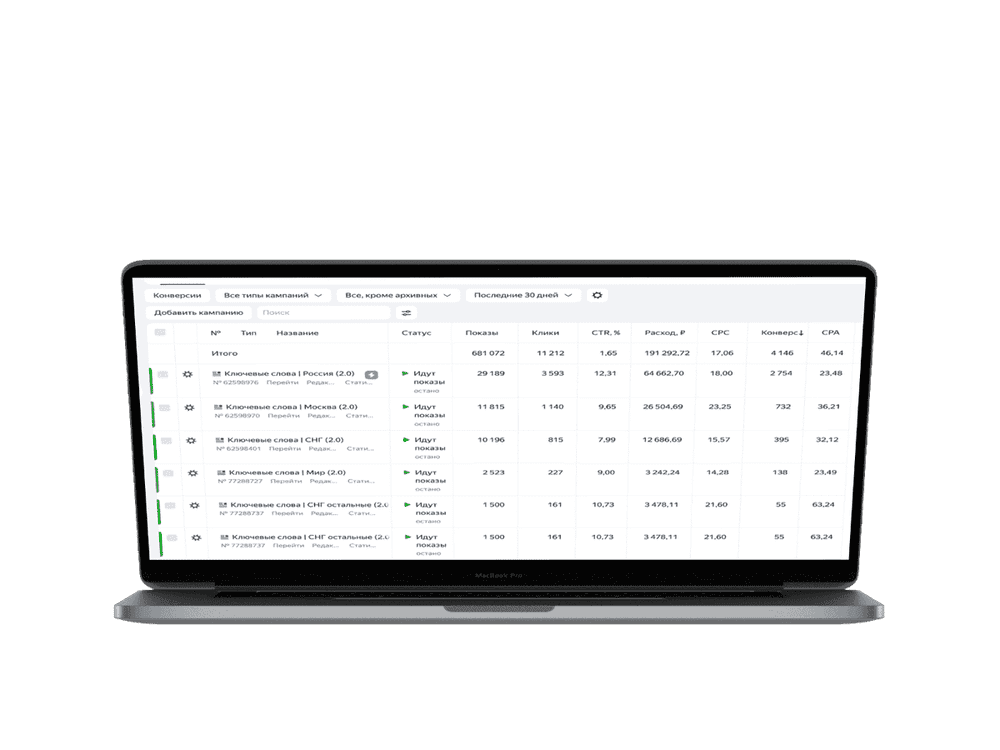 Конверсии Все типы кампаний Все, кроме архивных Последние 30 дней
Добавить кампанию Поиск
№ Тип Название Статус Показы Клики CTR, % Расход, ₽ CPC Конверс↓ CPA
Итого 681 072 11 212 1,65 191 292,72 17,06 4 146 46,14
Ключевые слова | Россия (2.0) Идут показы 29 189 3 593 12,31 64 662,70 18,00 2 754 23,48
№ 62598976 Перейти Редак... Стати... остано
Ключевые слова | Москва (2.0) Идут показы 11 815 1 140 9,65 26 504,69 23,25 732 36,21
№ 62598970 Перейти Редак... Стати... остано
Ключевые слова | СНГ (2.0) Идут показы 10 196 815 7,99 12 686,69 15,57 395 32,12
№ 62598401 Перейти Редак... Стати... остано
Ключевые слова | Мир (2.0) Идут показы 2 523 227 9,00 3 242,24 14,28 138 23,49
№ 77288727 Перейти Редак... Стати... остано
Ключевые слова | СНГ остальные (2.0 Идут показы 1 500 161 10,73 3 478,11 21,60 55 63,24
№ 77288737 Перейти Редак... Стати... остано
Ключевые слова | СНГ остальные (2.0 Идут показы 1 500 161 10,73 3 478,11 21,60 55 63,24
№ 77288737 Перейти Редак... Стати... остано
MacBook Pro